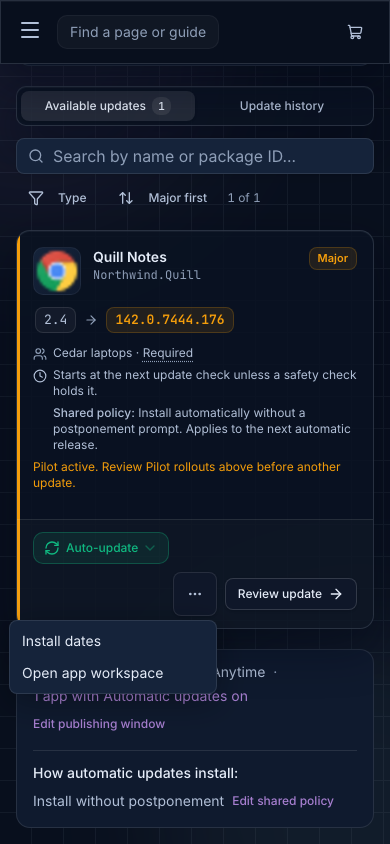 Find a page or guide
Available updates 1
Update history
Search by name or package ID...
Type
Major first
1 of 1
Quill Notes
Major
Northwind.Quill
2.4 → 142.0.7444.176
Cedar laptops · Required
Starts at the next update check unless a safety check
holds it.
Shared policy: Install automatically without a
postponement prompt. Applies to the next automatic
release.
Pilot active. Review Pilot rollouts above before another
update.
Auto-update
Review update →
Install dates
Open app workspace
Anytime ·
1 app with Automatic updates on
Edit publishing window
How automatic updates install:
Install without postponement Edit shared policy